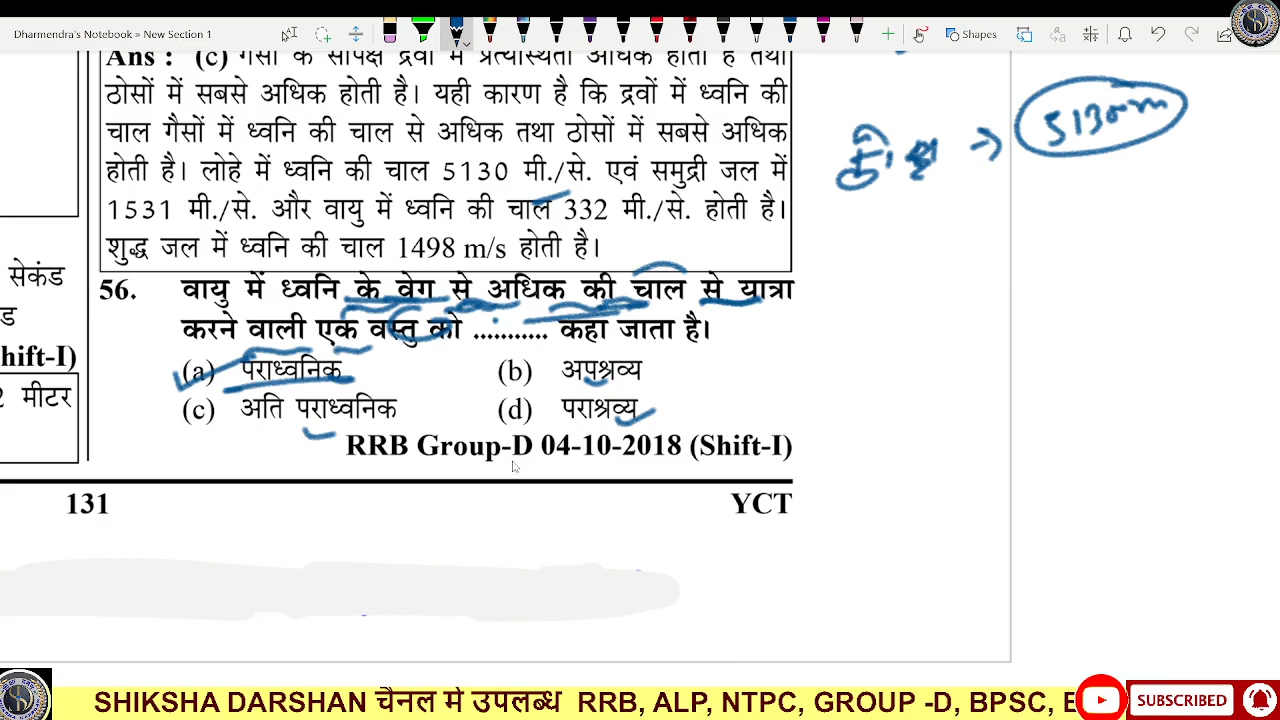 Dharmendra's Notebook » New Section 1
Shapes
Ans : (c) गैसों के सापेक्ष द्रवों में प्रत्यास्थता अधिक होती है तथा
ठोसों में सबसे अधिक होती है। यही कारण है कि द्रवों में ध्वनि की
चाल गैसों में ध्वनि की चाल से अधिक तथा ठोसों में सबसे अधिक
होती है। लोहे में ध्वनि की चाल 5130 मी./से. एवं समुद्री जल में
1531 मी./से. और वायु में ध्वनि की चाल 332 मी./से. होती है।
शुद्ध जल में ध्वनि की चाल 1498 m/s होती है।
5130 m
सेकंड
ड
hift-I)
2 मीटर
56. वायु में ध्वनि के वेग से अधिक की चाल से यात्रा
करने वाली एक वस्तु को ........... कहा जाता है।
(a) पराध्वनिक (b) अपश्रव्य
(c) अति पराध्वनिक (d) पराश्रव्य
RRB Group-D 04-10-2018 (Shift-I)
131 YCT
SHIKSHA DARSHAN चैनल में उपलब्ध RRB, ALP, NTPC, GROUP -D, BPSC, E
SUBSCRIBED